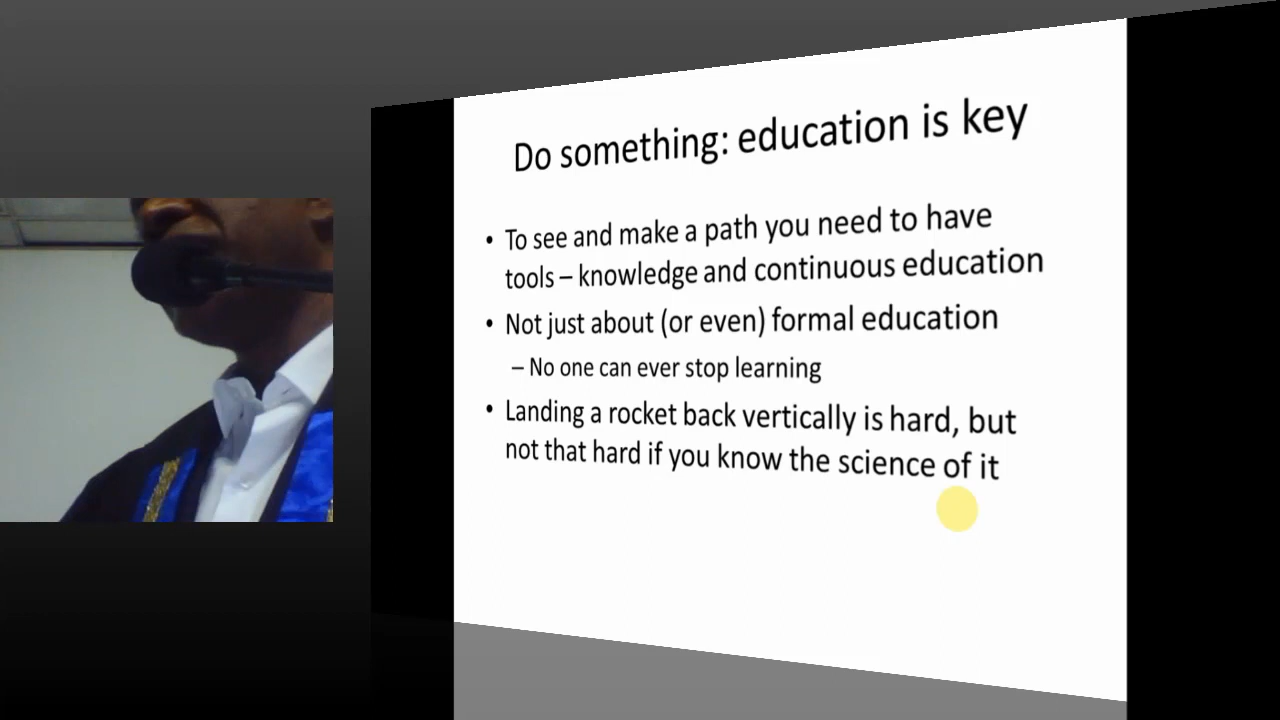 Do something: education is key
• To see and make a path you need to have
tools – knowledge and continuous education
• Not just about (or even) formal education
– No one can ever stop learning
• Landing a rocket back vertically is hard, but
not that hard if you know the science of it